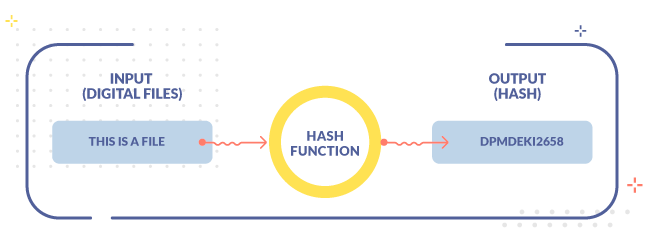 INPUT
(DIGITAL FILES)
THIS IS A FILE
HASH
FUNCTION
OUTPUT
(HASH)
DPMDEKI2658